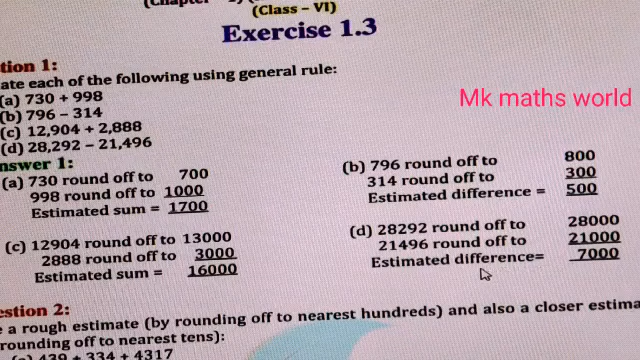 (Class – VI)
Exercise 1.3
tion 1:
ate each of the following using general rule:
(a) 730 + 998
(b) 796 – 314
(c) 12,904 + 2,888
(d) 28,292 – 21,496
Mk maths world
nswer 1:
(a) 730 round off to 700
998 round off to 1000
Estimated sum = 1700
(b) 796 round off to 800
314 round off to 300
Estimated difference = 500
(c) 12904 round off to 13000
2888 round off to 3000
Estimated sum = 16000
(d) 28292 round off to 28000
21496 round off to 21000
Estimated difference= 7000
estion 2:
e a rough estimate (by rounding off to nearest hundreds) and also a closer estima
rounding off to nearest tens):
439 + 334 + 4317